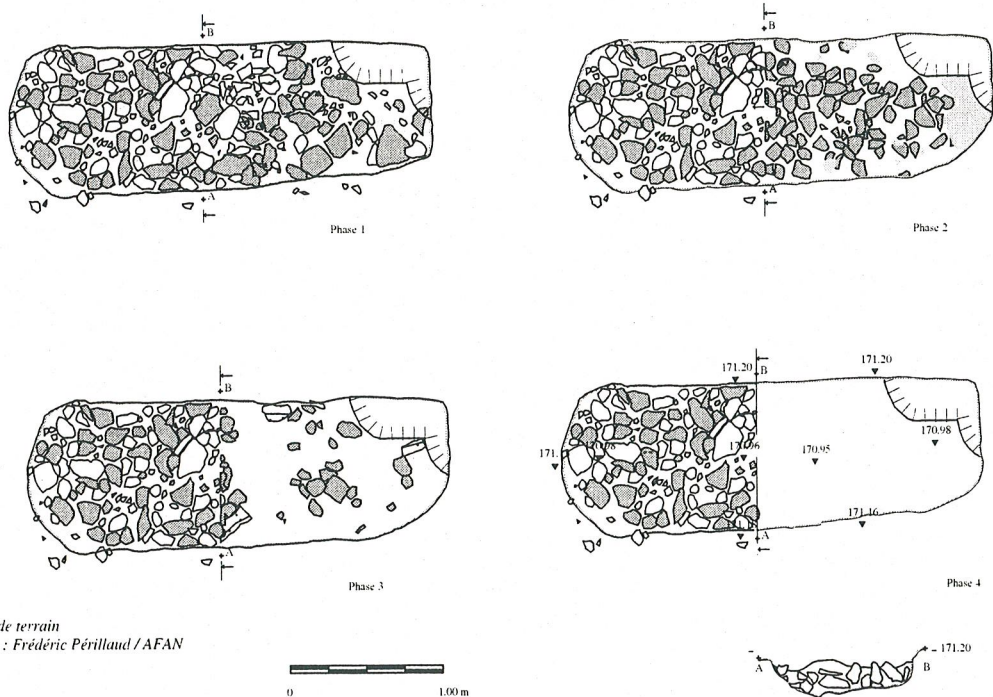 B
B
A
A
Phase 1
Phase 2
B
171.20
B
171.20
170.98
171.
170.95
A
171.16
A
Phase 3
Phase 4
de terrain
: Frédéric Périllaud / AFAN
A
B
171.20
0
1.00 m